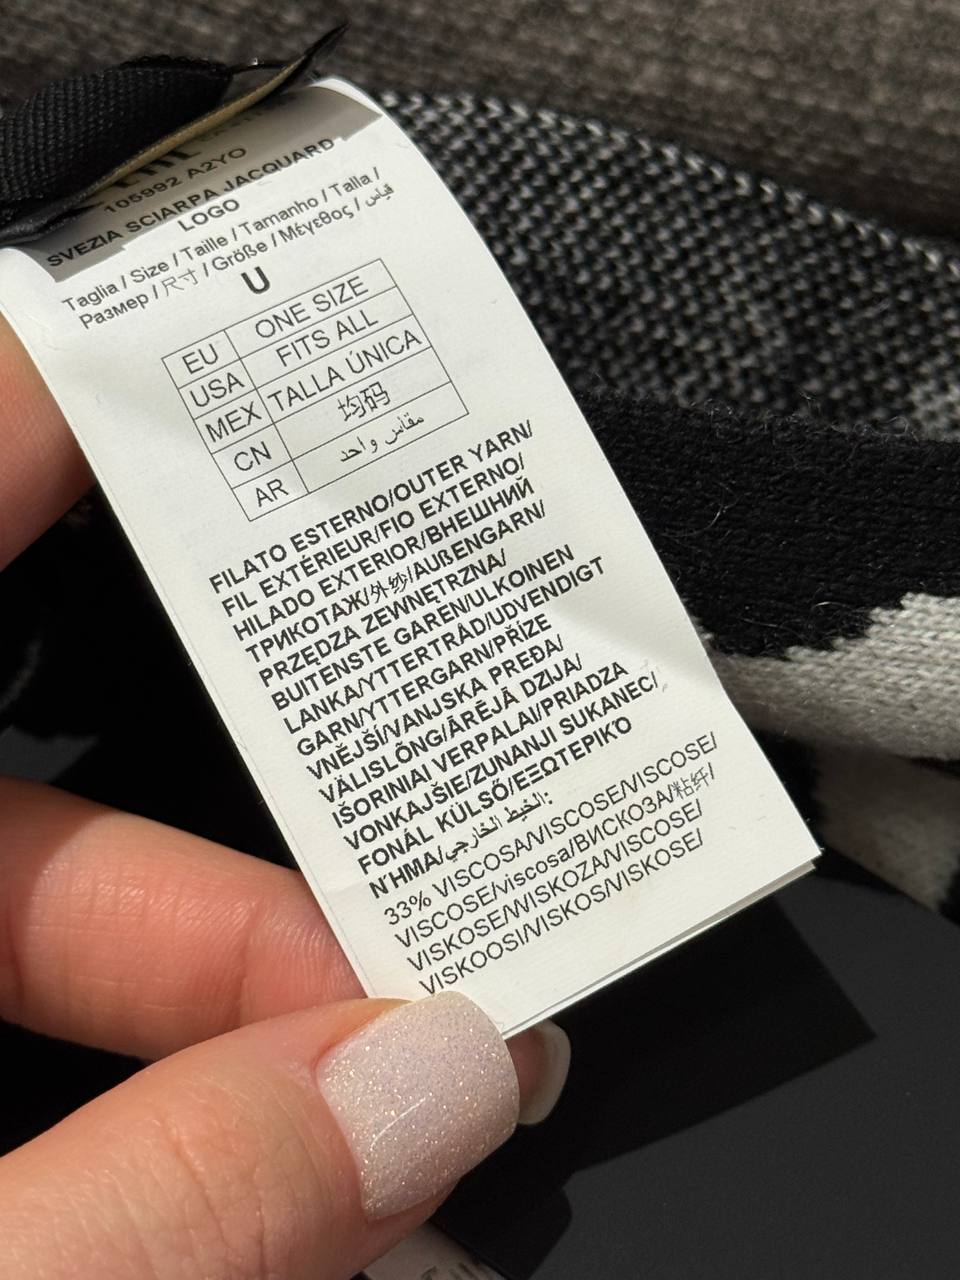 105992 A2Y0
SVEZIA SCIARPA JACQUARD
LOGO
Taglia / Size / Taille / Tamanho / Talla /
Размер / 尺寸 / Größe / Μέγεθος / قياس
U
EU ONE SIZE
USA FITS ALL
MEX TALLA ÚNICA
CN 均码
AR مقاس واحد
FILATO ESTERNO/OUTER YARN/
FIL EXTÉRIEUR/FIO EXTERNO/
HILADO EXTERIOR/ВНЕШНИЙ
ТРИКОТАЖ/外纱/AUßENGARN/
PRZĘDZA ZEWNĘTRZNA/
BUITENSTE GAREN/ULKOINEN
LANKA/YTTERTRÅD/UDVENDIGT
GARN/YTTERGARN/PŘÍZE
VNĚJŠÍ/VANJSKA PREĐA/
VÄLISLÕNG/ĀRĒJĀ DZIJA/
IŠORINIAI VERPALAI/PRIADZA
VONKAJŠIE/ZUNANJI SUKANEC/
FONÁL KÜLSŐ/ΕΞΩΤΕΡΙΚΌ
ΝΉΜΑ/الخيط الخارجي:
33% VISCOSA/VISCOSE/VISCOSE/
VISCOSE/viscosa/ВИСКОЗА/粘纤/
VISKOSE/WISKOZA/VISCOSE/
VISKOOSI/VISKOS/VISKOSE/